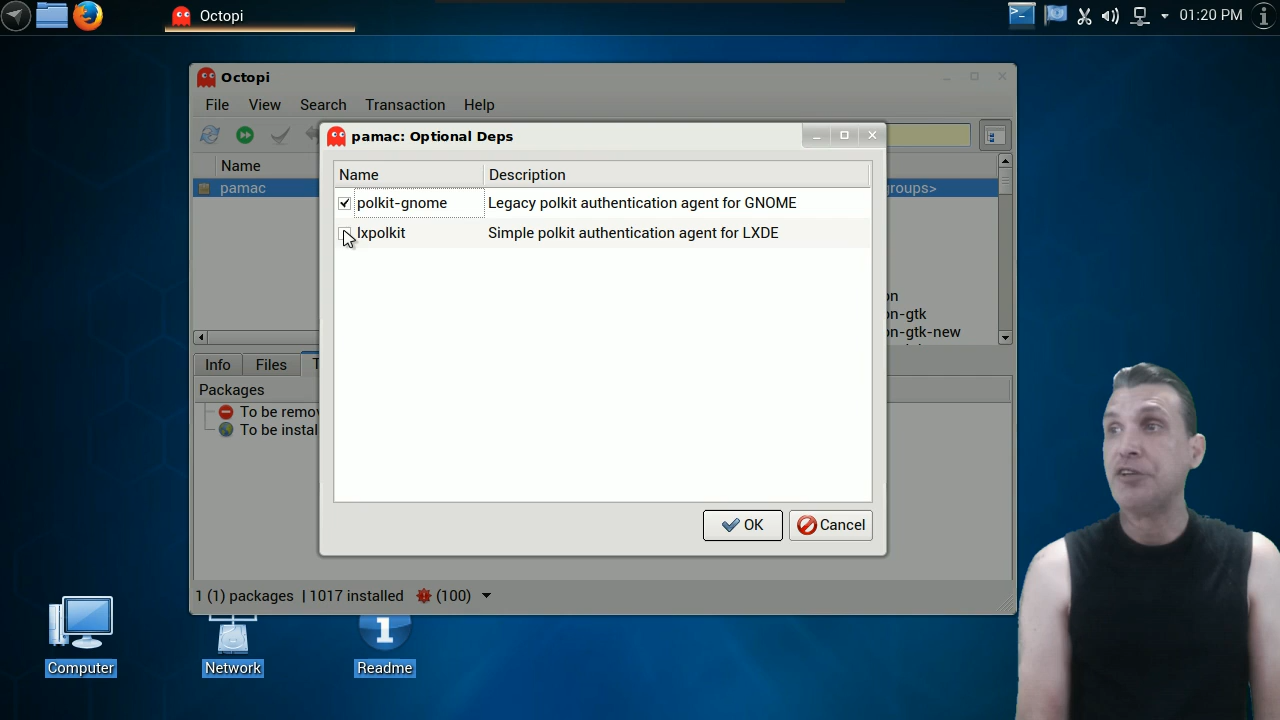 Octopi
01:20 PM
Octopi
File View Search Transaction Help
pamac: Optional Deps
Name
Name Description
pamac
groups>
polkit-gnome Legacy polkit authentication agent for GNOME
lxpolkit Simple polkit authentication agent for LXDE
on
on-gtk
on-gtk-new
Info Files T
Packages
To be remov
To be instal
OK Cancel
1 (1) packages | 1017 installed (100)
Computer
Network
Readme